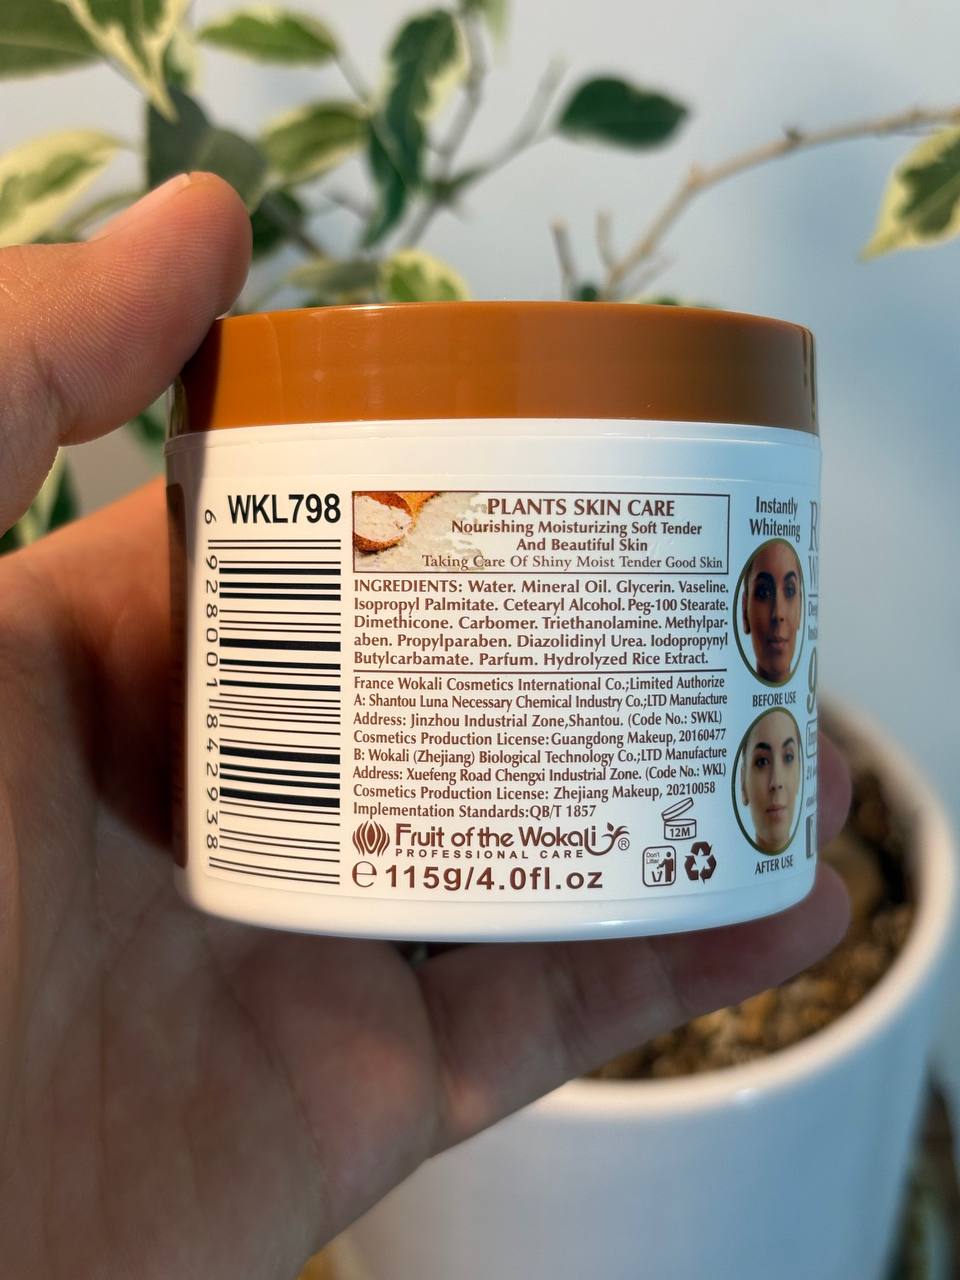 WKL798
6 928001 842938
PLANTS SKIN CARE
Nourishing Moisturizing Soft Tender
And Beautiful Skin
Taking Care Of Shiny Moist Tender Good Skin
INGREDIENTS: Water. Mineral Oil. Glycerin. Vaseline.
Isopropyl Palmitate. Cetearyl Alcohol. Peg-100 Stearate.
Dimethicone. Carbomer. Triethanolamine. Methylpar-
aben. Propylparaben. Diazolidinyl Urea. Iodopropynyl
Butylcarbamate. Parfum. Hydrolyzed Rice Extract.
France Wokali Cosmetics International Co.;Limited Authorize
A: Shantou Luna Necessary Chemical Industry Co.;LTD Manufacture
Address: Jinzhou Industrial Zone,Shantou. (Code No.: SWKL)
Cosmetics Production License: Guangdong Makeup, 20160477
B: Wokali (Zhejiang) Biological Technology Co.;LTD Manufacture
Address: Xuefeng Road Chengxi Industrial Zone. (Code No.: WKL)
Cosmetics Production License: Zhejiang Makeup, 20210058
Implementation Standards:QB/T 1857
12M
Fruit of the Wokali ®
PROFESSIONAL CARE
Don't
Litter
℮ 115g/4.0fl.oz
Instantly
Whitening
BEFORE USE
AFTER USE